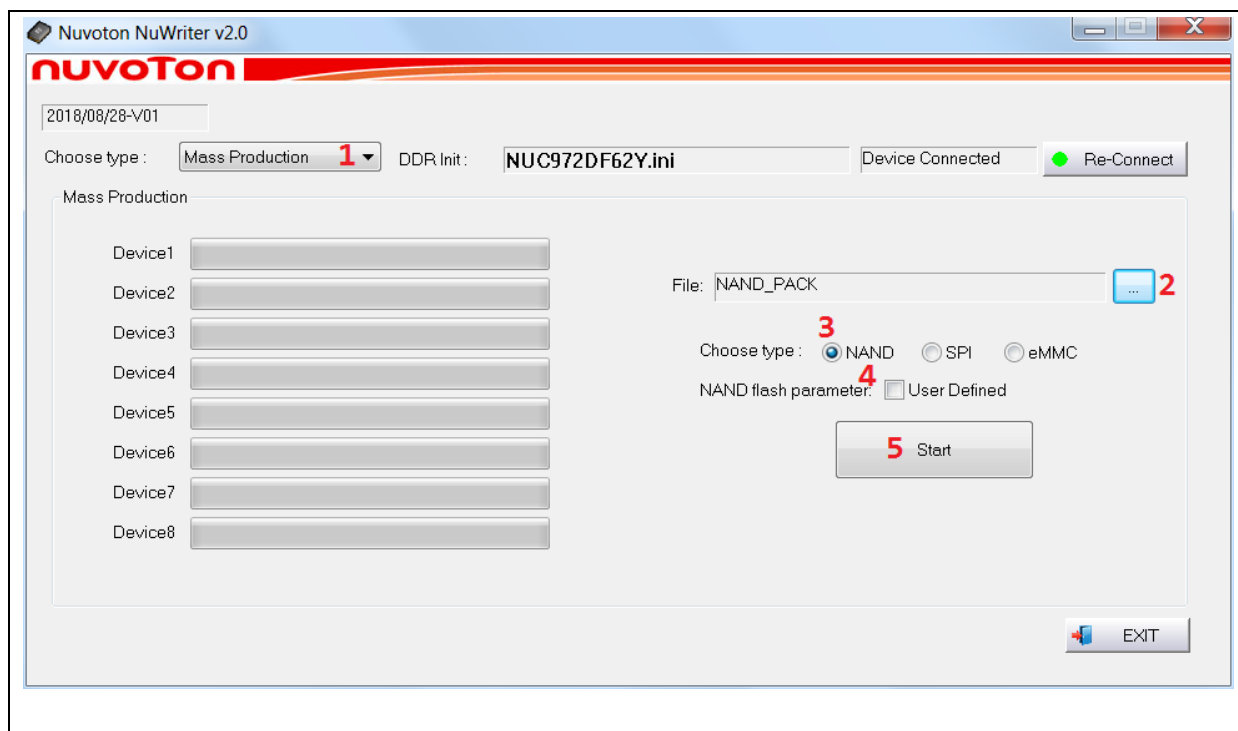 Nuvoton NuWriter v2.0
nuvoTon
2018/08/28-V01
Choose type : Mass Production 1 DDR Init : NUC972DF62Y.ini Device Connected Re-Connect
Mass Production
Device1
Device2
File: NAND_PACK ... 2
Device3
3
Choose type : NAND SPI eMMC
Device4
4
NAND flash parameter: User Defined
Device5
5 Start
Device6
Device7
Device8
EXIT